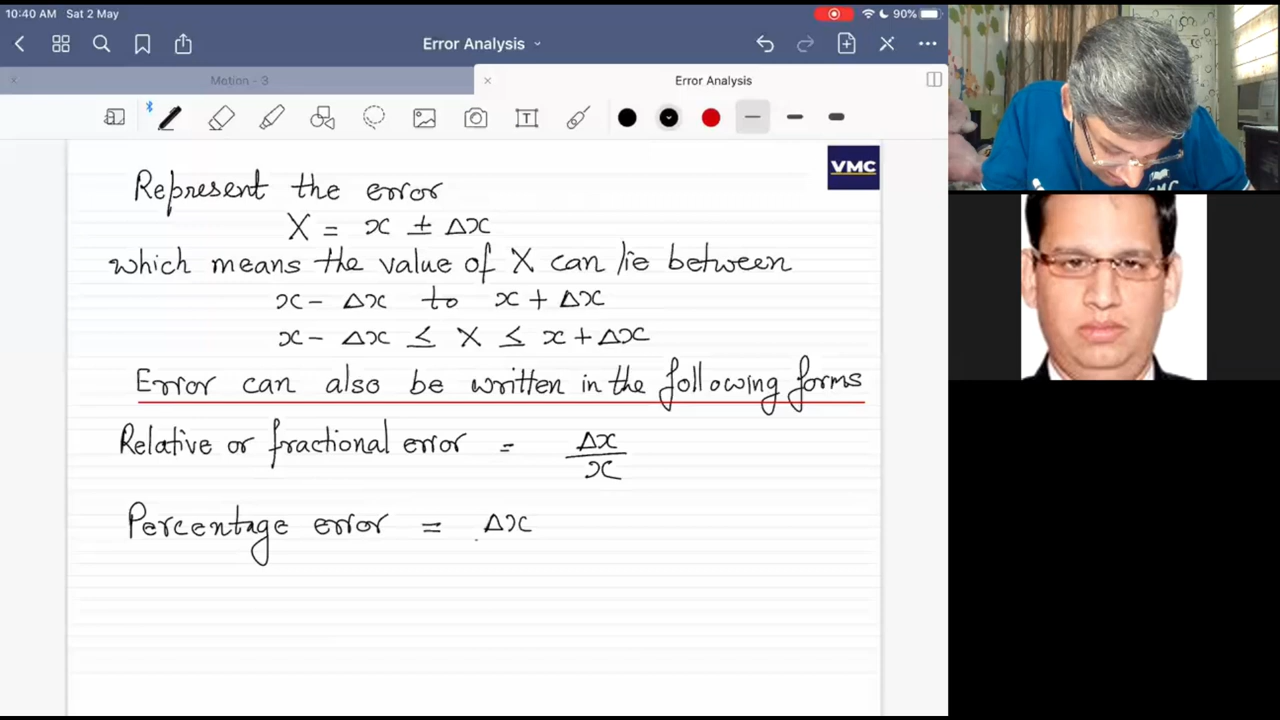 10:40 AM Sat 2 May
90%
Error Analysis
Motion - 3
Error Analysis
T
VMC
Represent the error
X = x ± Δx
which means the value of X can lie between
x - Δx to x + Δx
x - Δx ≤ X ≤ x + Δx
Error can also be written in the following forms
Relative or fractional error = Δx/x
Percentage error = Δx